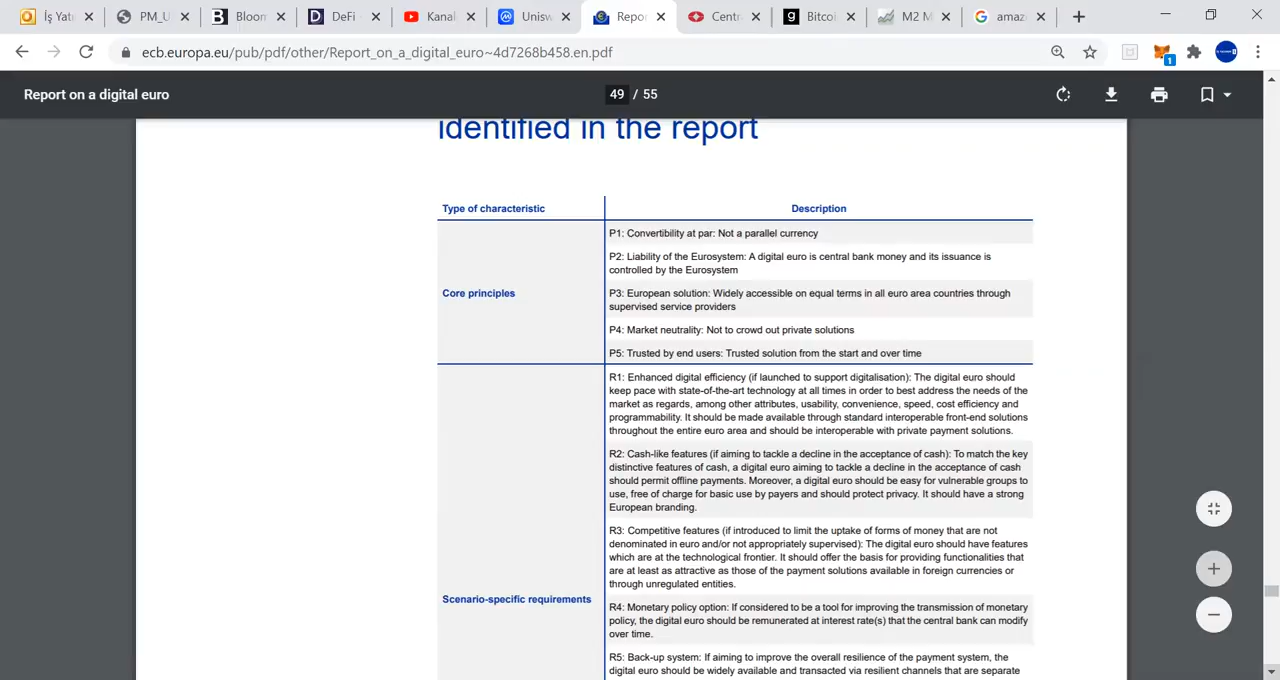 İş Yatı
PM_U
Bloom
DeFi
Kanal
Unisw
Repor
Centr
Bitcoi
M2 M
amaz
ecb.europa.eu/pub/pdf/other/Report_on_a_digital_euro~4d7268b458.en.pdf
1
Report on a digital euro
49 / 55
identified in the report
Type of characteristic
Description
Core principles
P1: Convertibility at par: Not a parallel currency
P2: Liability of the Eurosystem: A digital euro is central bank money and its issuance is
controlled by the Eurosystem
P3: European solution: Widely accessible on equal terms in all euro area countries through
supervised service providers
P4: Market neutrality: Not to crowd out private solutions
P5: Trusted by end users: Trusted solution from the start and over time
Scenario-specific requirements
R1: Enhanced digital efficiency (if launched to support digitalisation): The digital euro should
keep pace with state-of-the-art technology at all times in order to best address the needs of the
market as regards, among other attributes, usability, convenience, speed, cost efficiency and
programmability. It should be made available through standard interoperable front-end solutions
throughout the entire euro area and should be interoperable with private payment solutions.
R2: Cash-like features (if aiming to tackle a decline in the acceptance of cash): To match the key
distinctive features of cash, a digital euro aiming to tackle a decline in the acceptance of cash
should permit offline payments. Moreover, a digital euro should be easy for vulnerable groups to
use, free of charge for basic use by payers and should protect privacy. It should have a strong
European branding.
R3: Competitive features (if introduced to limit the uptake of forms of money that are not
denominated in euro and/or not appropriately supervised): The digital euro should have features
which are at the technological frontier. It should offer the basis for providing functionalities that
are at least as attractive as those of the payment solutions available in foreign currencies or
through unregulated entities.
R4: Monetary policy option: If considered to be a tool for improving the transmission of monetary
policy, the digital euro should be remunerated at interest rate(s) that the central bank can modify
over time.
R5: Back-up system: If aiming to improve the overall resilience of the payment system, the
digital euro should be widely available and transacted via resilient channels that are separate